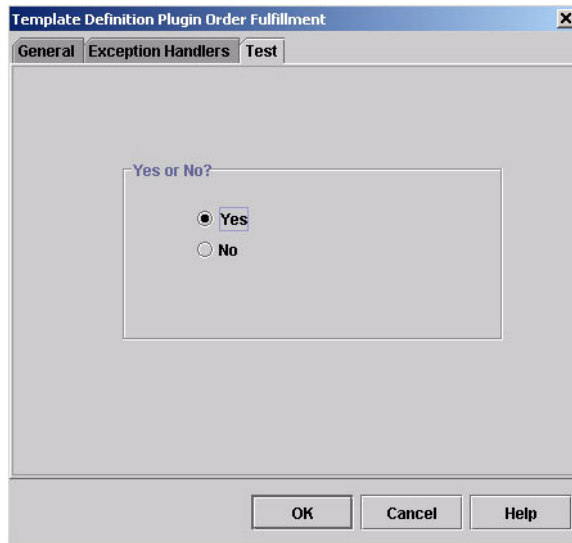 Template Definition Plugin Order Fulfillment
General Exception Handlers Test
Yes or No?
Yes
No
OK Cancel Help